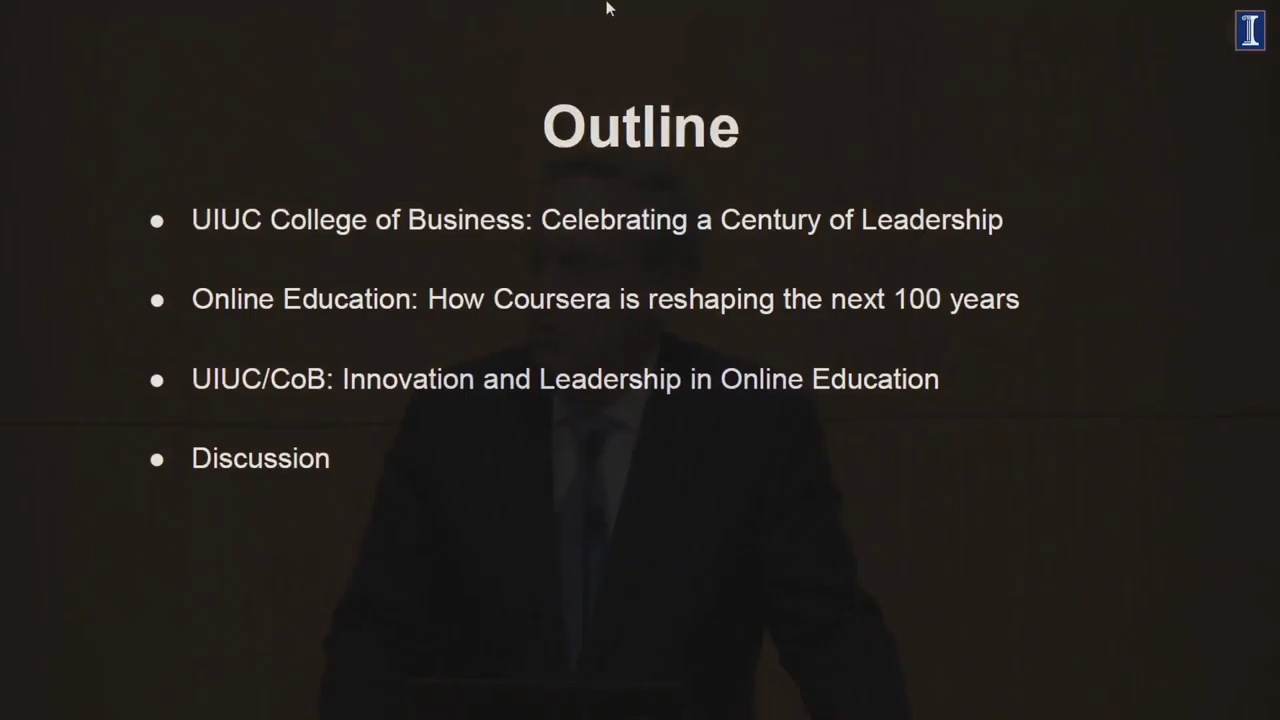 I
Outline
● UIUC College of Business: Celebrating a Century of Leadership
● Online Education: How Coursera is reshaping the next 100 years
● UIUC/CoB: Innovation and Leadership in Online Education
● Discussion